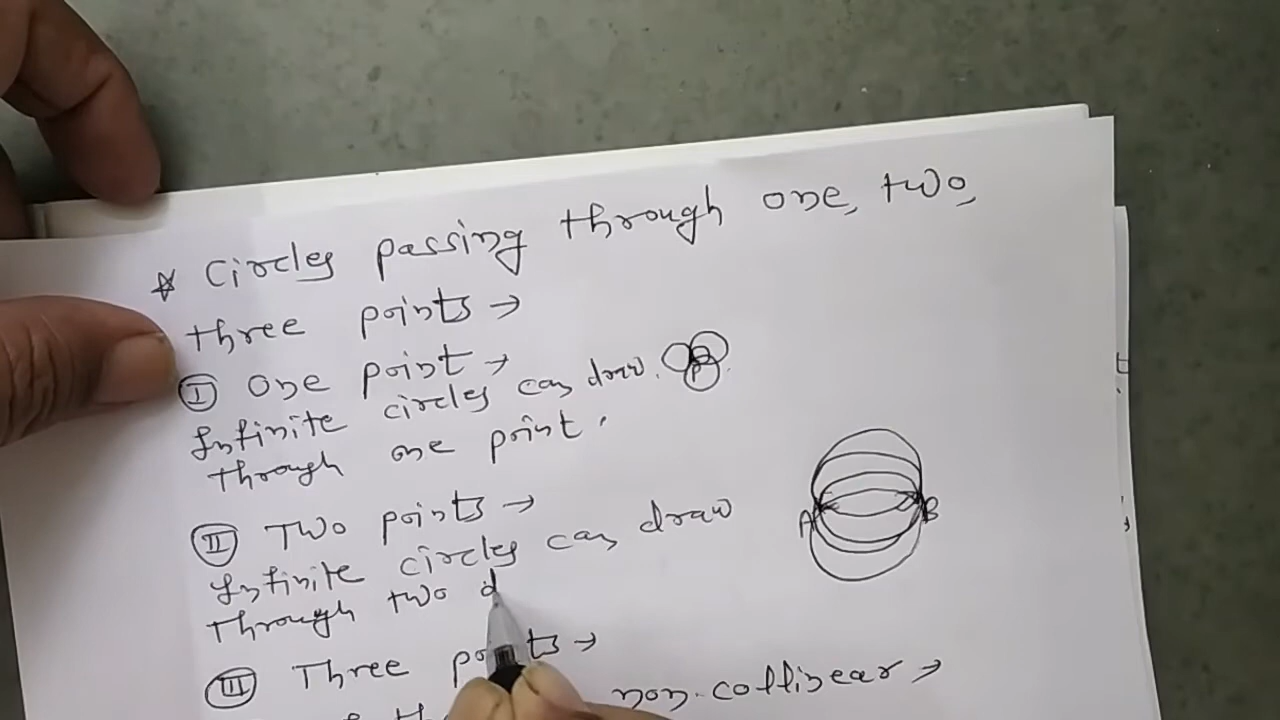 ☆ Circles passing through one, two,
three points →
I One point →
Infinite circles can draw.
through one point.
P
II Two points →
Infinite circles can draw
through two d
A B
III Three points →
non-collinear →